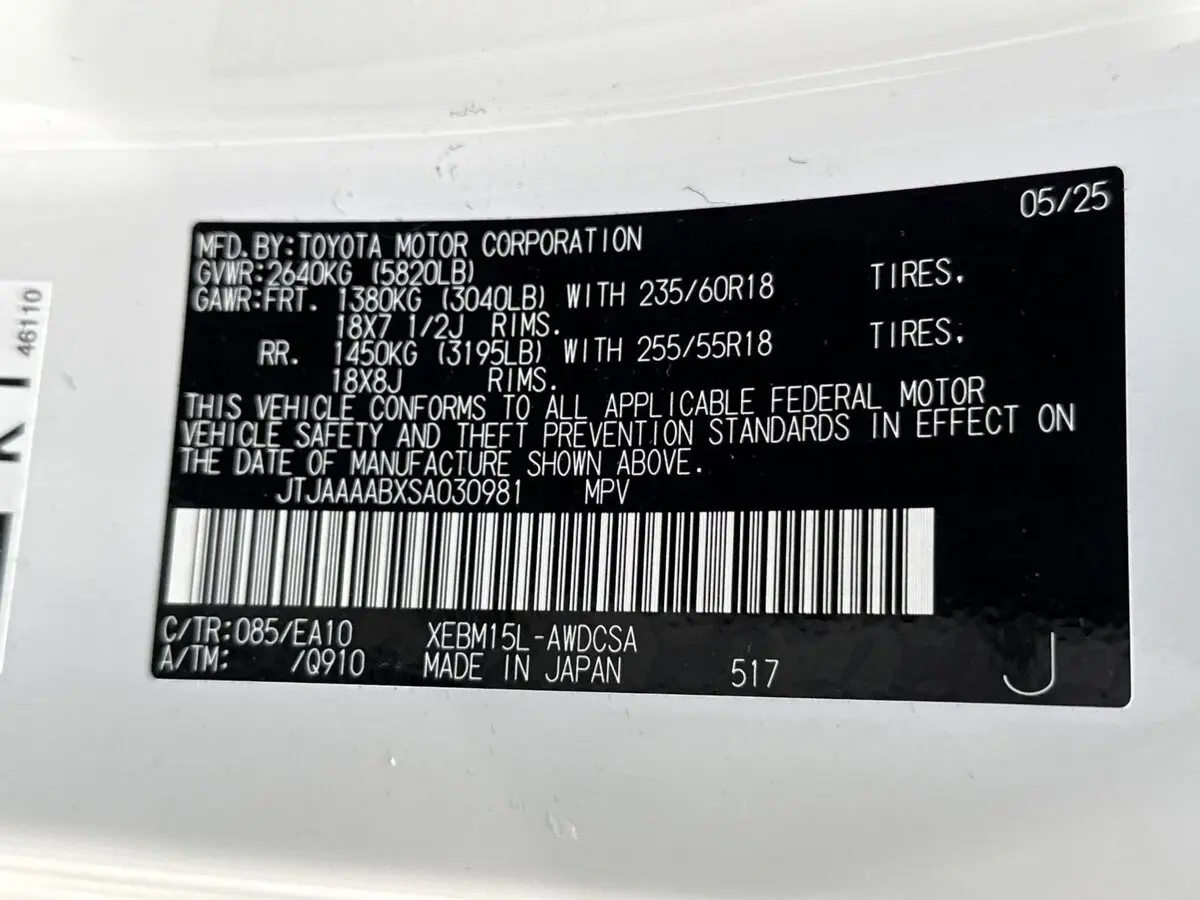 05/25
MFD. BY:TOYOTA MOTOR CORPORATION
GVWR:2640KG (5820LB)
GAWR:FRT. 1380KG (3040LB) WITH 235/60R18 TIRES.
18X7 1/2J RIMS.
RR. 1450KG (3195LB) WITH 255/55R18 TIRES.
18X8J RIMS.
THIS VEHICLE CONFORMS TO ALL APPLICABLE FEDERAL MOTOR
VEHICLE SAFETY AND THEFT PREVENTION STANDARDS IN EFFECT ON
THE DATE OF MANUFACTURE SHOWN ABOVE.
JTJAAAABXSA030981 MPV
C/TR:085/EA10 XEBM15L-AWDCSA
A/TM: /Q910 MADE IN JAPAN 517 J
46110